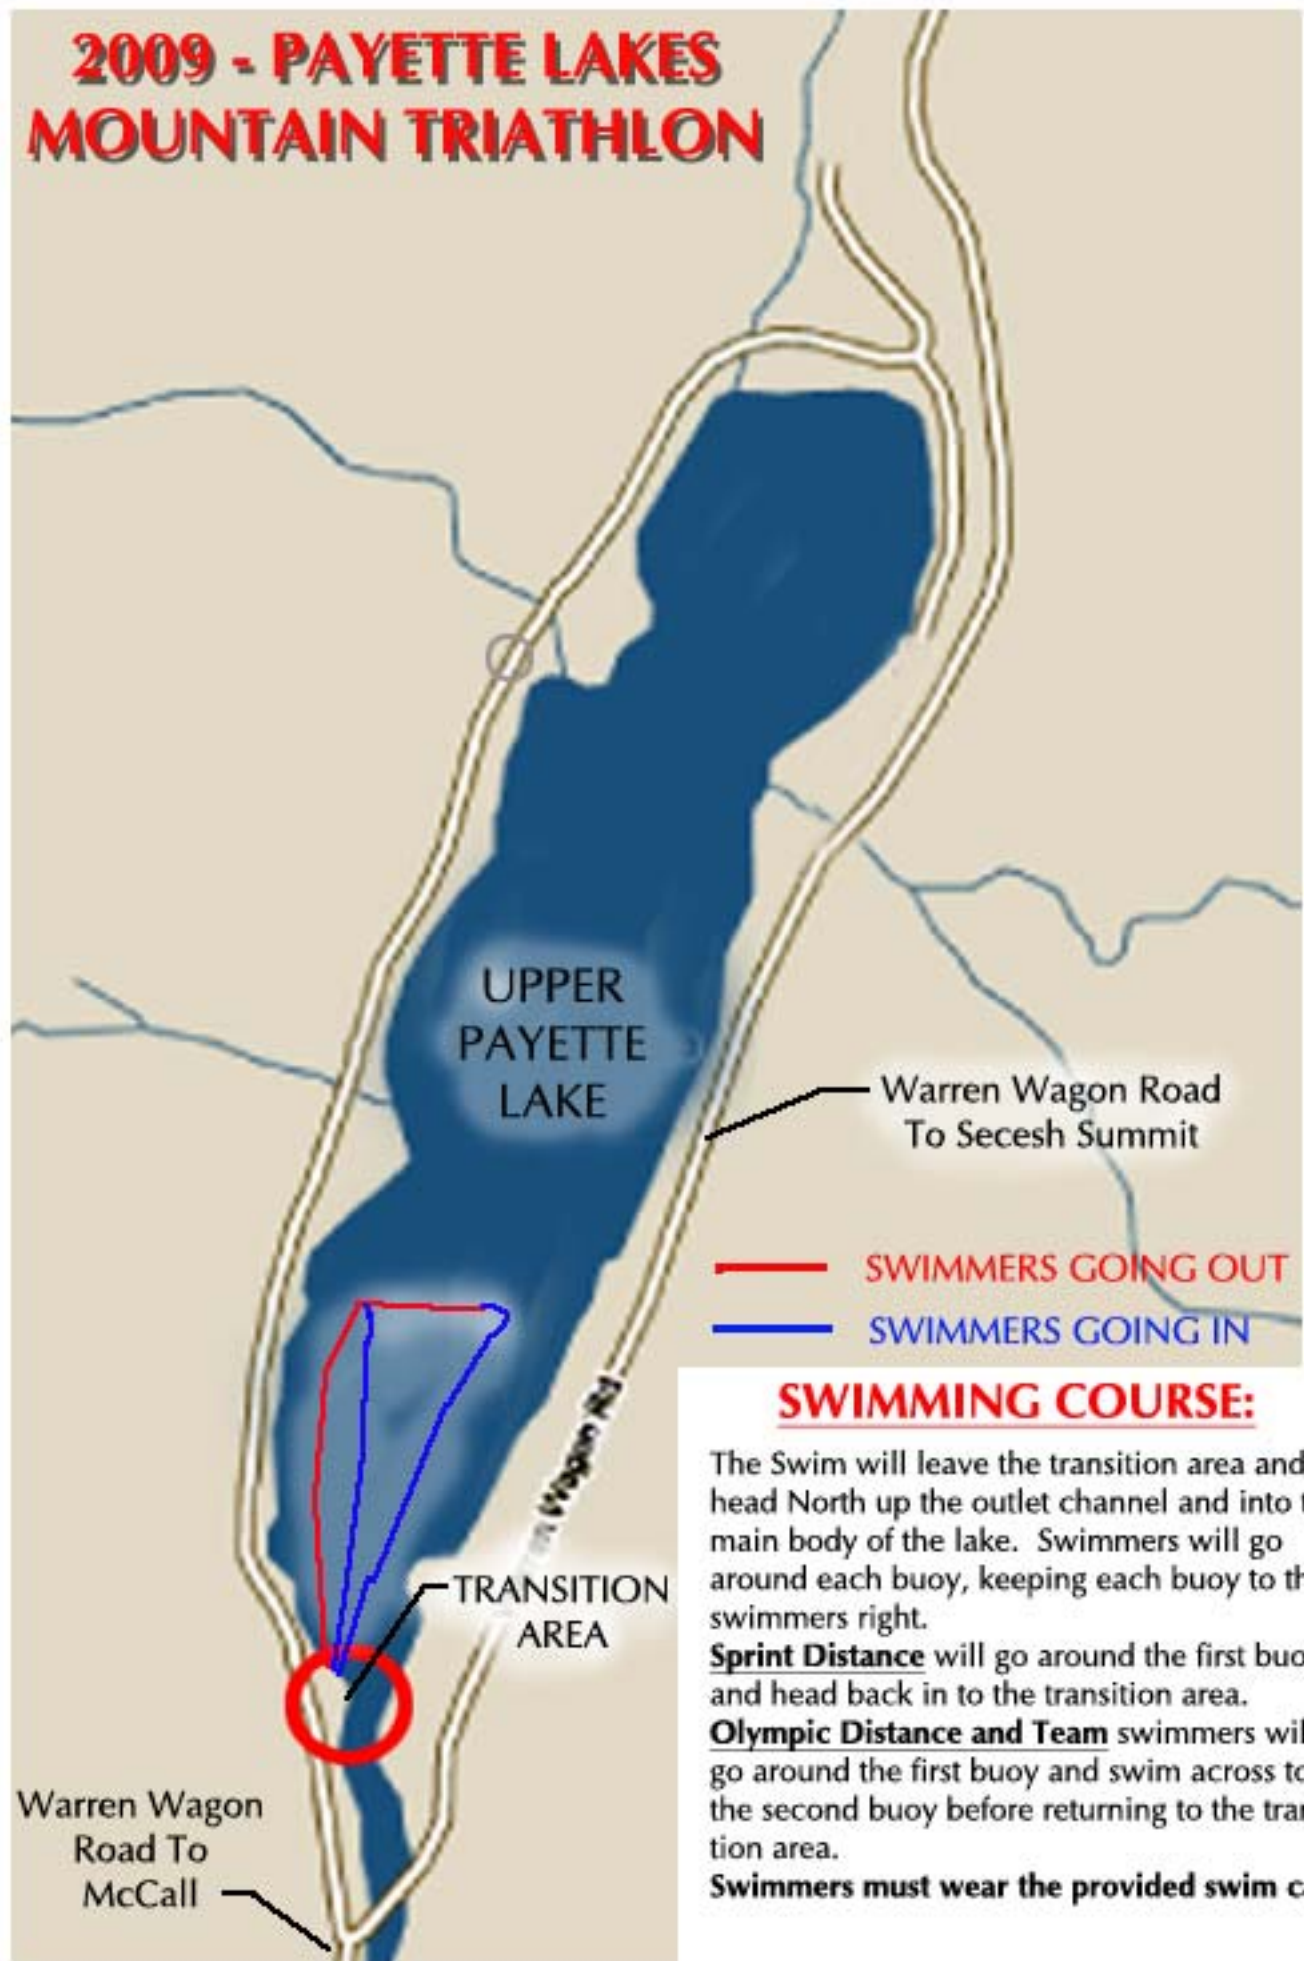 2009 - PAYETTE LAKES
MOUNTAIN TRIATHLON
UPPER
PAYETTE
LAKE
Warren Wagon Road
To Secesh Summit
SWIMMERS GOING OUT
SWIMMERS GOING IN
Wagon Rd
TRANSITION
AREA
Warren Wagon
Road To
McCall
SWIMMING COURSE:
The Swim will leave the transition area and
head North up the outlet channel and into
main body of the lake. Swimmers will go
around each buoy, keeping each buoy to
swimmers right.
Sprint Distance will go around the first
and head back in to the transition area.
Olympic Distance and Team swimmers
go around the first buoy and swim across
the second buoy before returning to the
tion area.
Swimmers must wear the provided swim